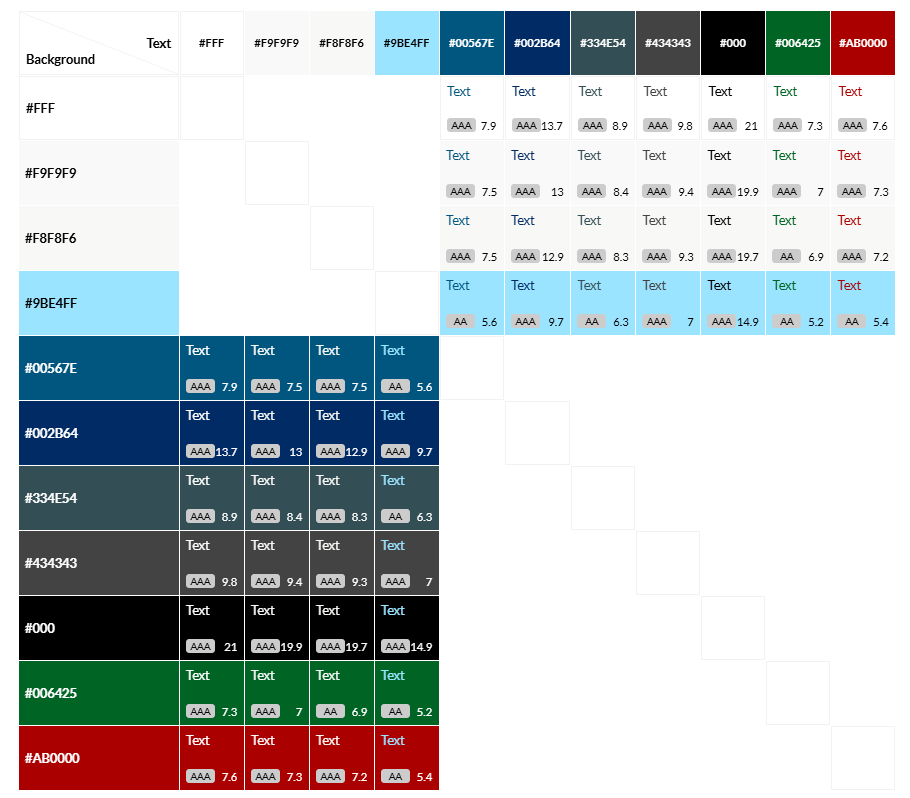 Text #FFF #F9F9F9 #F8F8F6 #9BE4FF #00567E #002B64 #334E54 #434343 #000 #006425 #AB0000
Background
#FFF
Text Text Text Text Text Text Text
AAA 7.9 AAA 13.7 AAA 8.9 AAA 9.8 AAA 21 AAA 7.3 AAA 7.6
#F9F9F9
Text Text Text Text Text Text Text
AAA 7.5 AAA 13 AAA 8.4 AAA 9.4 AAA 19.9 AAA 7 AAA 7.3
#F8F8F6
Text Text Text Text Text Text Text
AAA 7.5 AAA 12.9 AAA 8.3 AAA 9.3 AAA 19.7 AA 6.9 AAA 7.2
#9BE4FF
Text Text Text Text Text Text Text
AA 5.6 AAA 9.7 AA 6.3 AAA 7 AAA 14.9 AA 5.2 AA 5.4
#00567E
Text Text Text Text
AAA 7.9 AAA 7.5 AAA 7.5 AA 5.6
#002B64
Text Text Text Text
AAA 13.7 AAA 13 AAA 12.9 AAA 9.7
#334E54
Text Text Text Text
AAA 8.9 AAA 8.4 AAA 8.3 AA 6.3
#434343
Text Text Text Text
AAA 9.8 AAA 9.4 AAA 9.3 AAA 7
#000
Text Text Text Text
AAA 21 AAA 19.9 AAA 19.7 AAA 14.9
#006425
Text Text Text Text
AAA 7.3 AAA 7 AA 6.9 AA 5.2
#AB0000
Text Text Text Text
AAA 7.6 AAA 7.3 AAA 7.2 AA 5.4